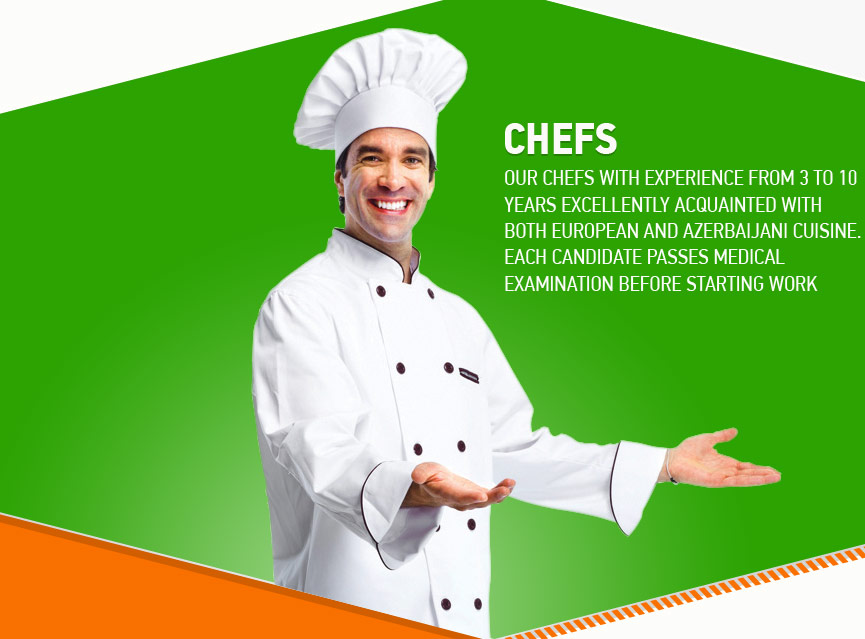 CHEFS
OUR CHEFS WITH EXPERIENCE FROM 3 TO 10
YEARS EXCELLENTLY ACQUAINTED WITH
BOTH EUROPEAN AND AZERBAIJANI CUISINE.
EACH CANDIDATE PASSES MEDICAL
EXAMINATION BEFORE STARTING WORK